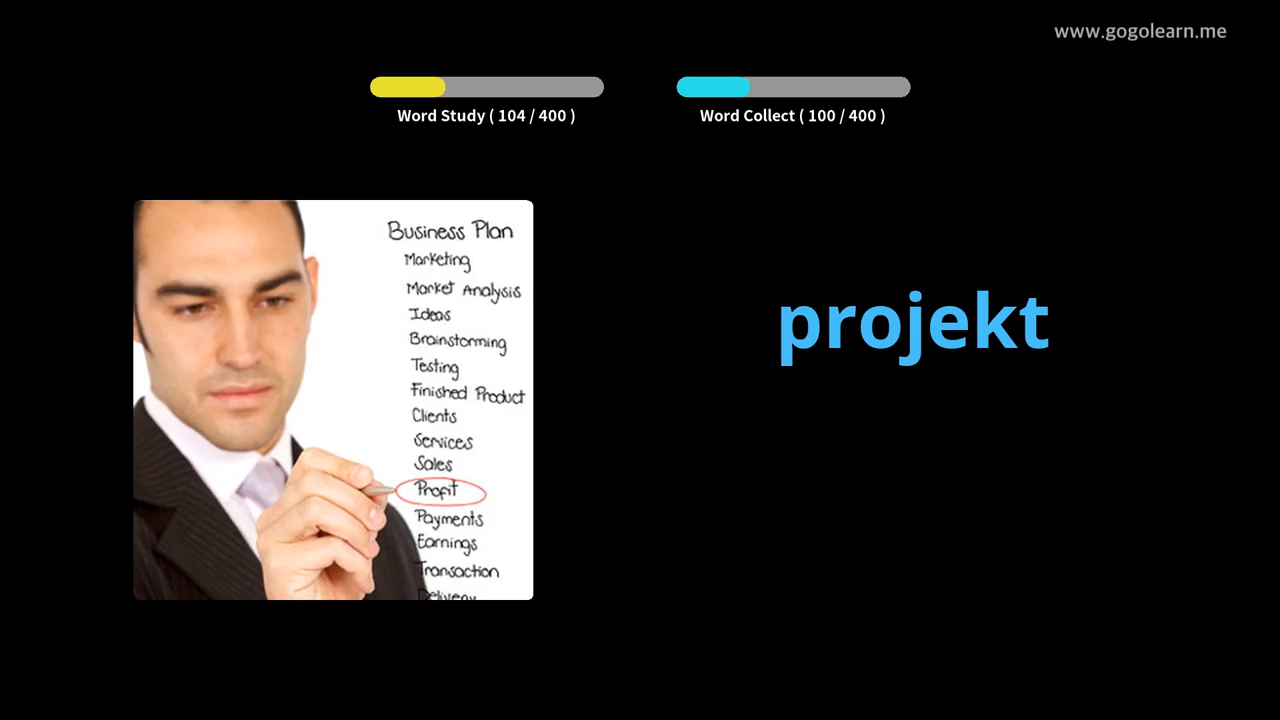 www.gogolearn.me
Word Study ( 104 / 400 )
Word Collect ( 100 / 400 )
Business Plan
Marketing
Market Analysis
Ideas
Brainstorming
Testing
Finished Product
Clients
Services
Sales
Profit
Payments
Earnings
Transaction
Delivery
projekt